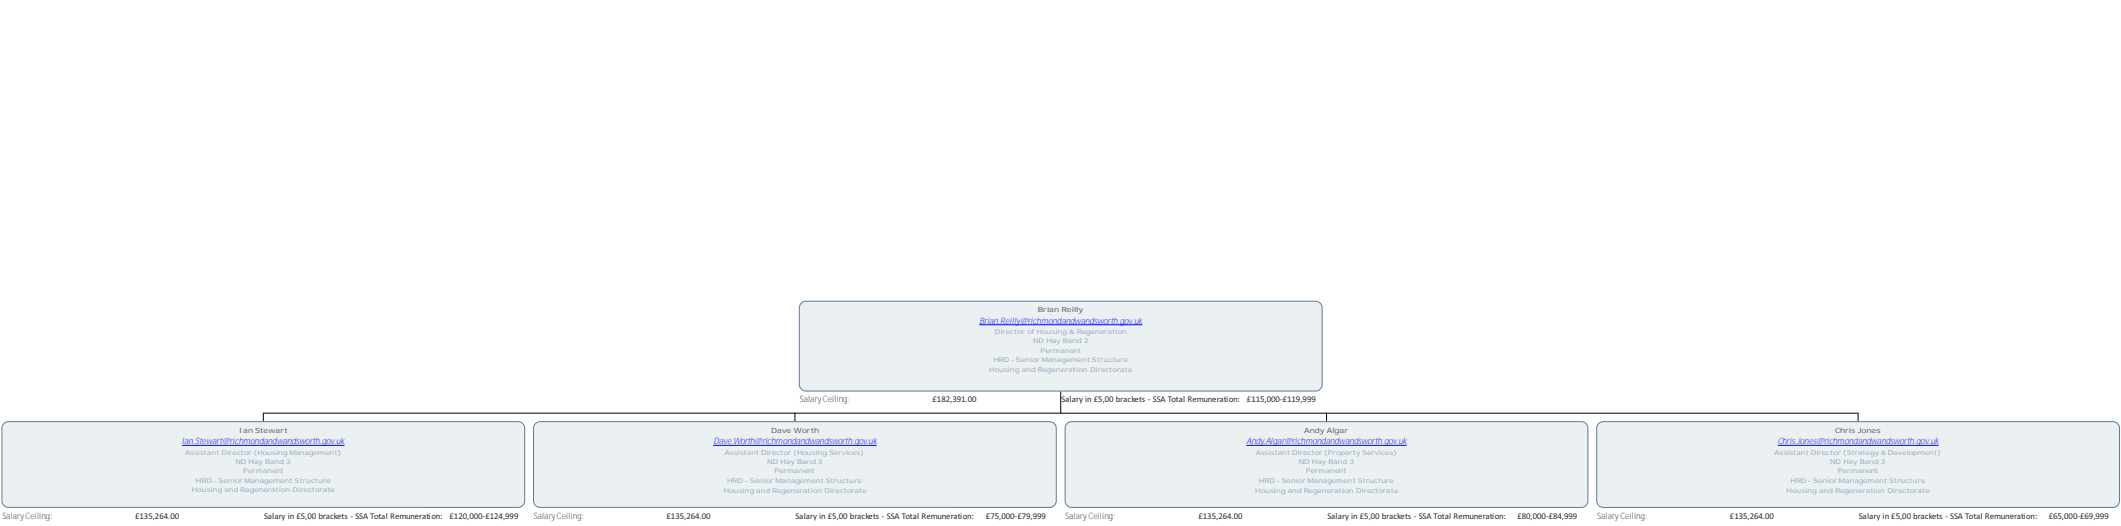 Brian Reilly
Brian.Reilly@richmondandwandsworth.gov.uk
Director of Housing & Regeneration
ND Hay Band 2
Permanent
HRD - Senior Management Structure
Housing and Regeneration Directorate
Salary Ceiling: £182,391.00 Salary in £5,00 brackets - SSA Total Remuneration: £115,000-£119,999
Ian Stewart
Ian.Stewart@richmondandwandsworth.gov.uk
Assistant Director (Housing Management)
ND Hay Band 3
Permanent
HRD - Senior Management Structure
Housing and Regeneration Directorate
Salary Ceiling: £135,264.00 Salary in £5,00 brackets - SSA Total Remuneration: £120,000-£124,999
Dave Worth
Dave.Worth@richmondandwandsworth.gov.uk
Assistant Director (Housing Services)
ND Hay Band 3
Permanent
HRD - Senior Management Structure
Housing and Regeneration Directorate
Salary Ceiling: £135,264.00 Salary in £5,00 brackets - SSA Total Remuneration: £75,000-£79,999
Andy Algar
Andy.Algar@richmondandwandsworth.gov.uk
Assistant Director (Property Services)
ND Hay Band 3
Permanent
HRD - Senior Management Structure
Housing and Regeneration Directorate
Salary Ceiling: £135,264.00 Salary in £5,00 brackets - SSA Total Remuneration: £80,000-£84,999
Chris Jones
Chris.Jones@richmondandwandsworth.gov.uk
Assistant Director (Strategy & Development)
ND Hay Band 3
Permanent
HRD - Senior Management Structure
Housing and Regeneration Directorate
Salary Ceiling: £135,264.00 Salary in £5,00 brackets - SSA Total Remuneration: £65,000-£69,999